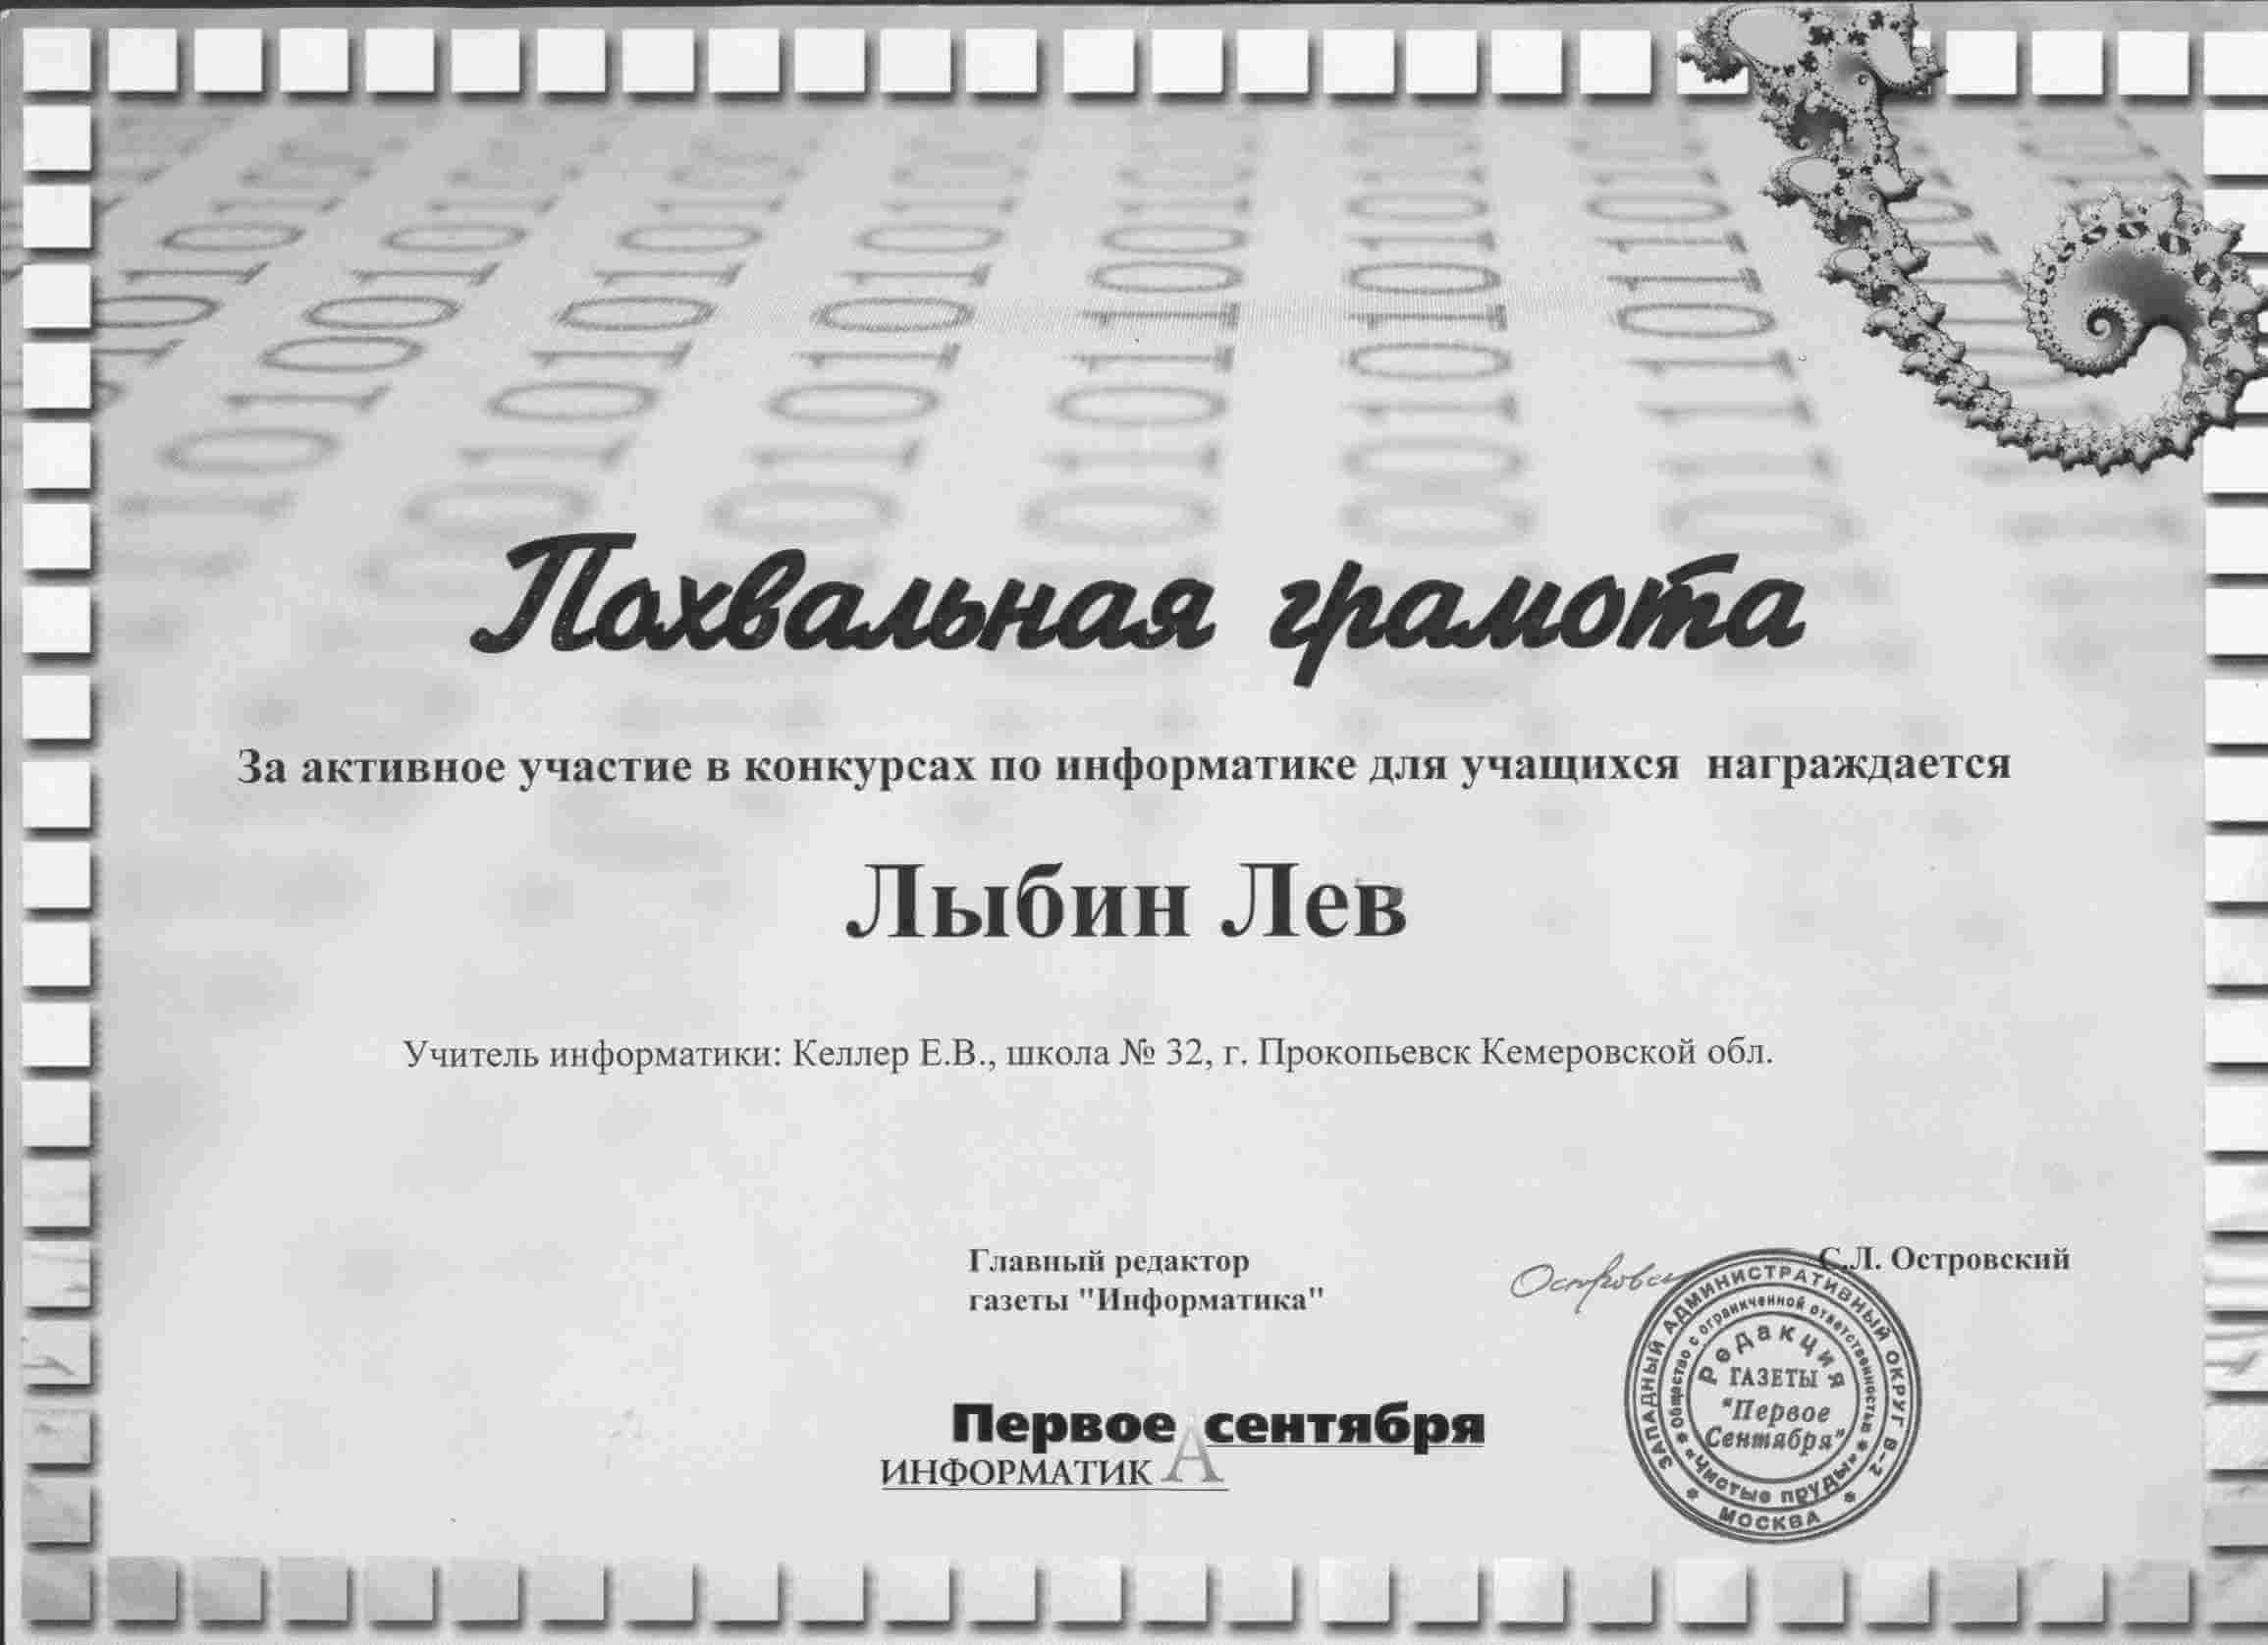 Похвальная грамота
За активное участие в конкурсах по информатике для учащихся награждается
Лыбин Лев
Учитель информатики: Келлер Е.В., школа № 32, г. Прокопьевск Кемеровской обл.
Главный редактор
газеты "Информатика"
С.Л. Островский
Первое сентября
ИНФОРМАТИКА
ЗАПАДНЫЙ АДМИНИСТРАТИВНЫЙ ОКРУГ В-2
МОСКВА
Общество с ограниченной ответственностью
"Чистые пруды"
Редакция
ГАЗЕТЫ
"Первое
Сентября"